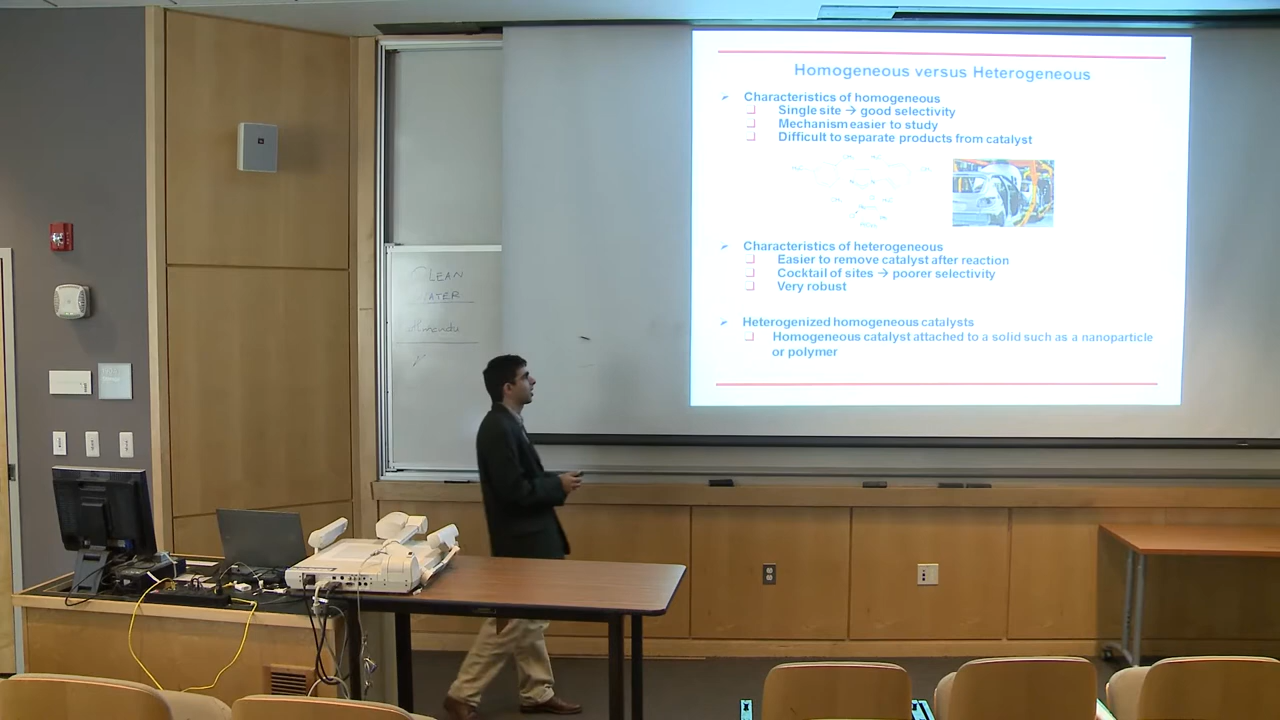 Homogeneous versus Heterogeneous
Characteristics of homogeneous
Single site → good selectivity
Mechanism easier to study
Difficult to separate products from catalyst
Characteristics of heterogeneous
Easier to remove catalyst after reaction
Cocktail of sites → poorer selectivity
Very robust
Heterogenized homogeneous catalysts
Homogeneous catalyst attached to a solid such as a nanoparticle
or polymer
CLEAN
WATER